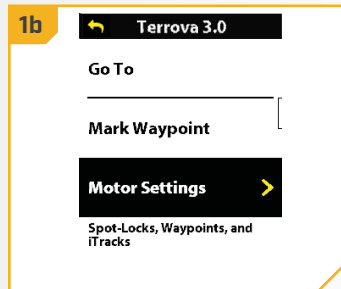 1b
Terrova 3.0
Go To
Mark Waypoint
Motor Settings
Spot-Locks, Waypoints, and
iTracks